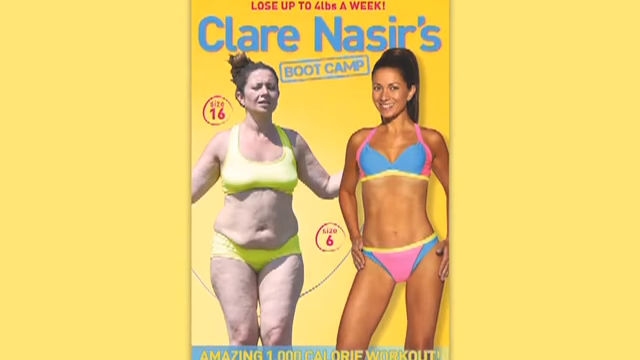 LOSE UP TO 4lbs A WEEK!
Clare Nasir's
BOOT CAMP
size
16
size
6
AMAZING 1,000 CALORIE WORKOUT!